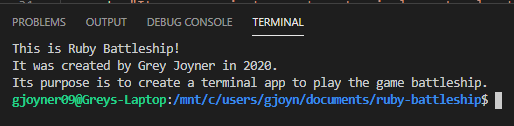 PROBLEMS OUTPUT DEBUG CONSOLE TERMINAL
This is Ruby Battleship!
It was created by Grey Joyner in 2020.
Its purpose is to create a terminal app to play the game battleship.
gjoyner09@Greys-Laptop:/mnt/c/users/gjoyn/documents/ruby-battleship$